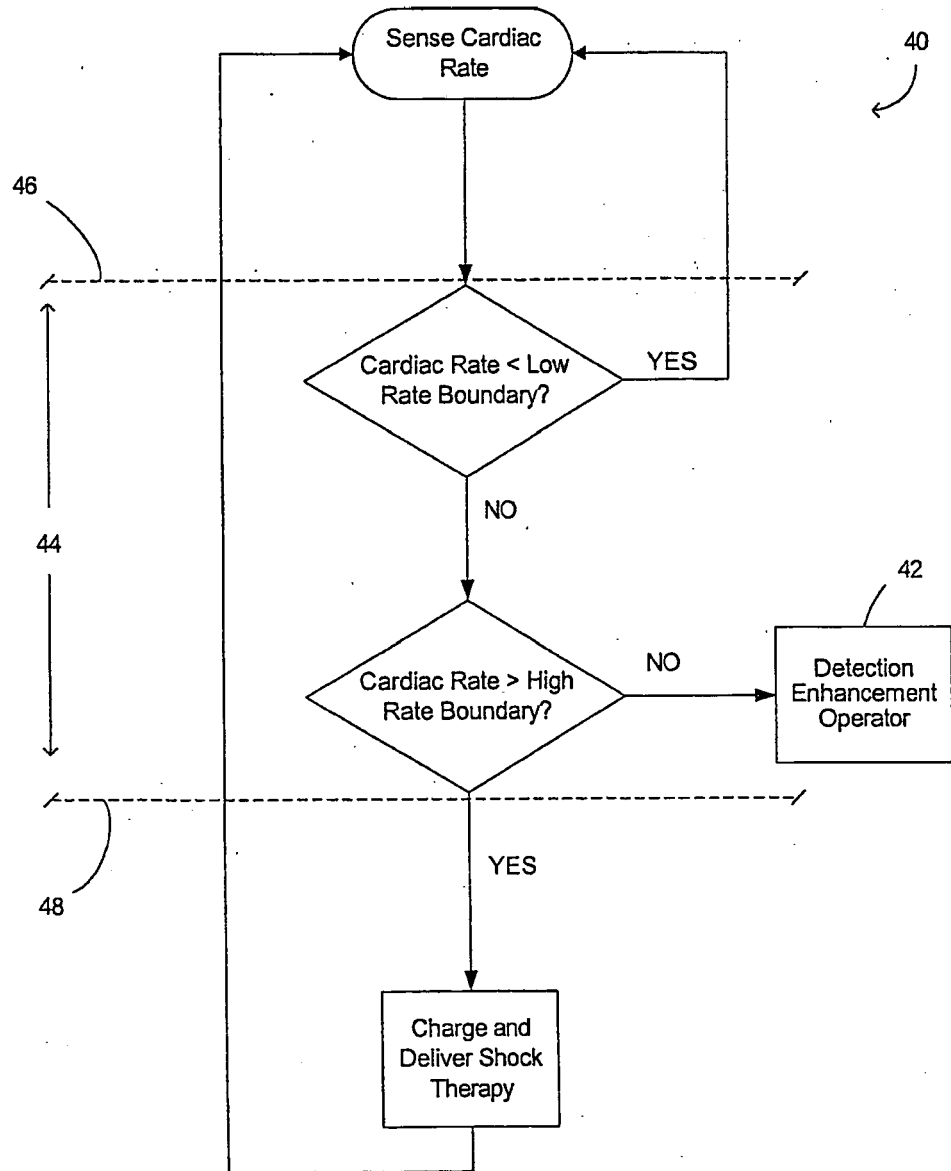 Sense Cardiac
Rate
40
46
Cardiac Rate < Low
Rate Boundary?
YES
NO
44
42
Cardiac Rate > High
Rate Boundary?
NO
Detection
Enhancement
Operator
YES
48
Charge and
Deliver Shock
Therapy